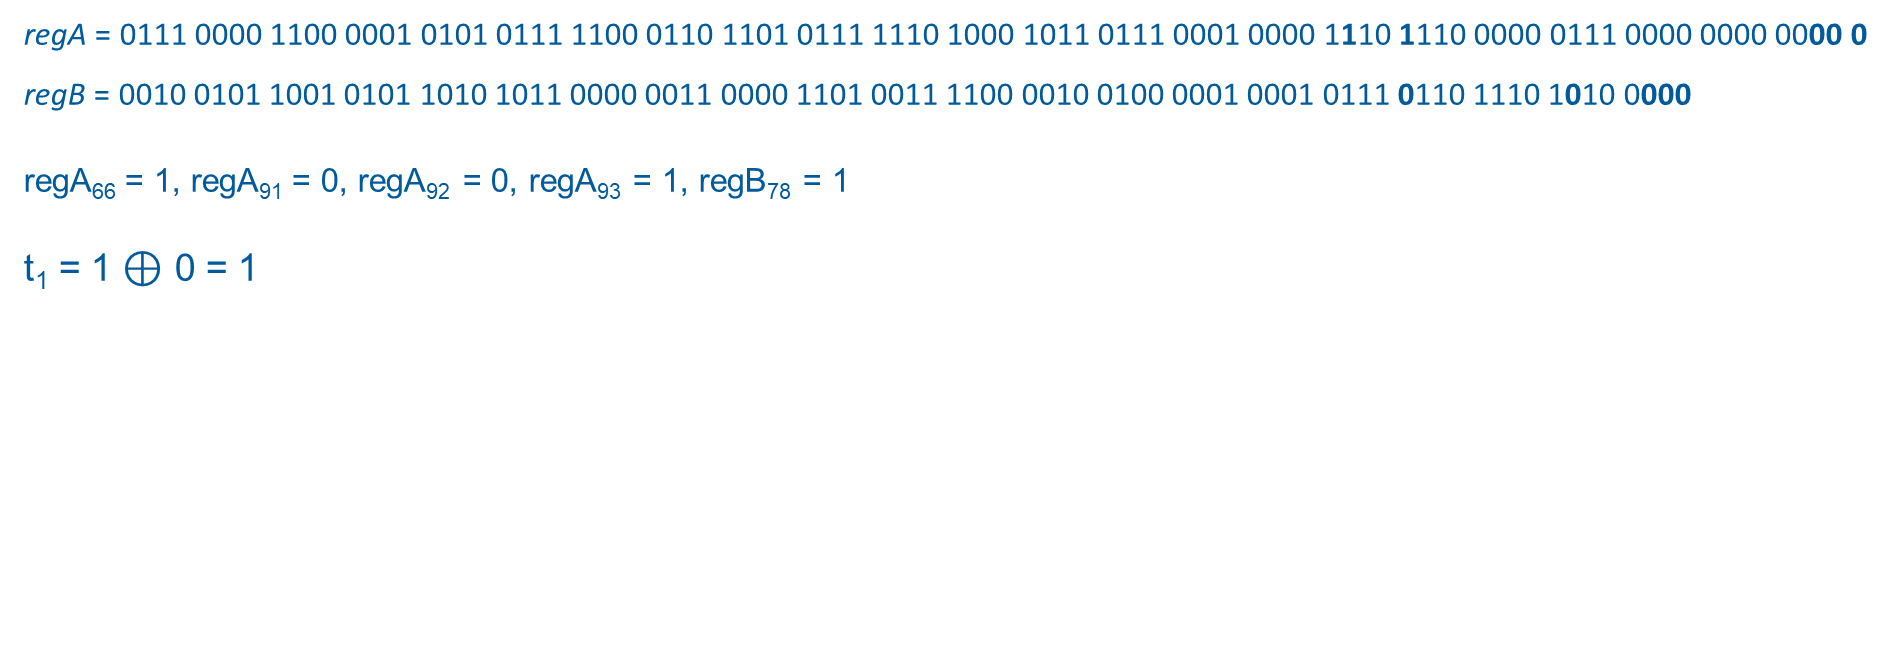 regA = 0111 0000 1100 0001 0101 0111 1100 0110 1101 0111 1110 1000 1011 0111 0001 0000 1110 1110 0000 0111 0000 0000 0000 0
regB = 0010 0101 1001 0101 1010 1011 0000 0011 0000 1101 0011 1100 0010 0100 0001 0001 0111 0110 1110 1010 0000
regA₆₆ = 1, regA₉₁ = 0, regA₉₂ = 0, regA₉₃ = 1, regB₇₈ = 1
t₁ = 1 ⊕ 0 = 1